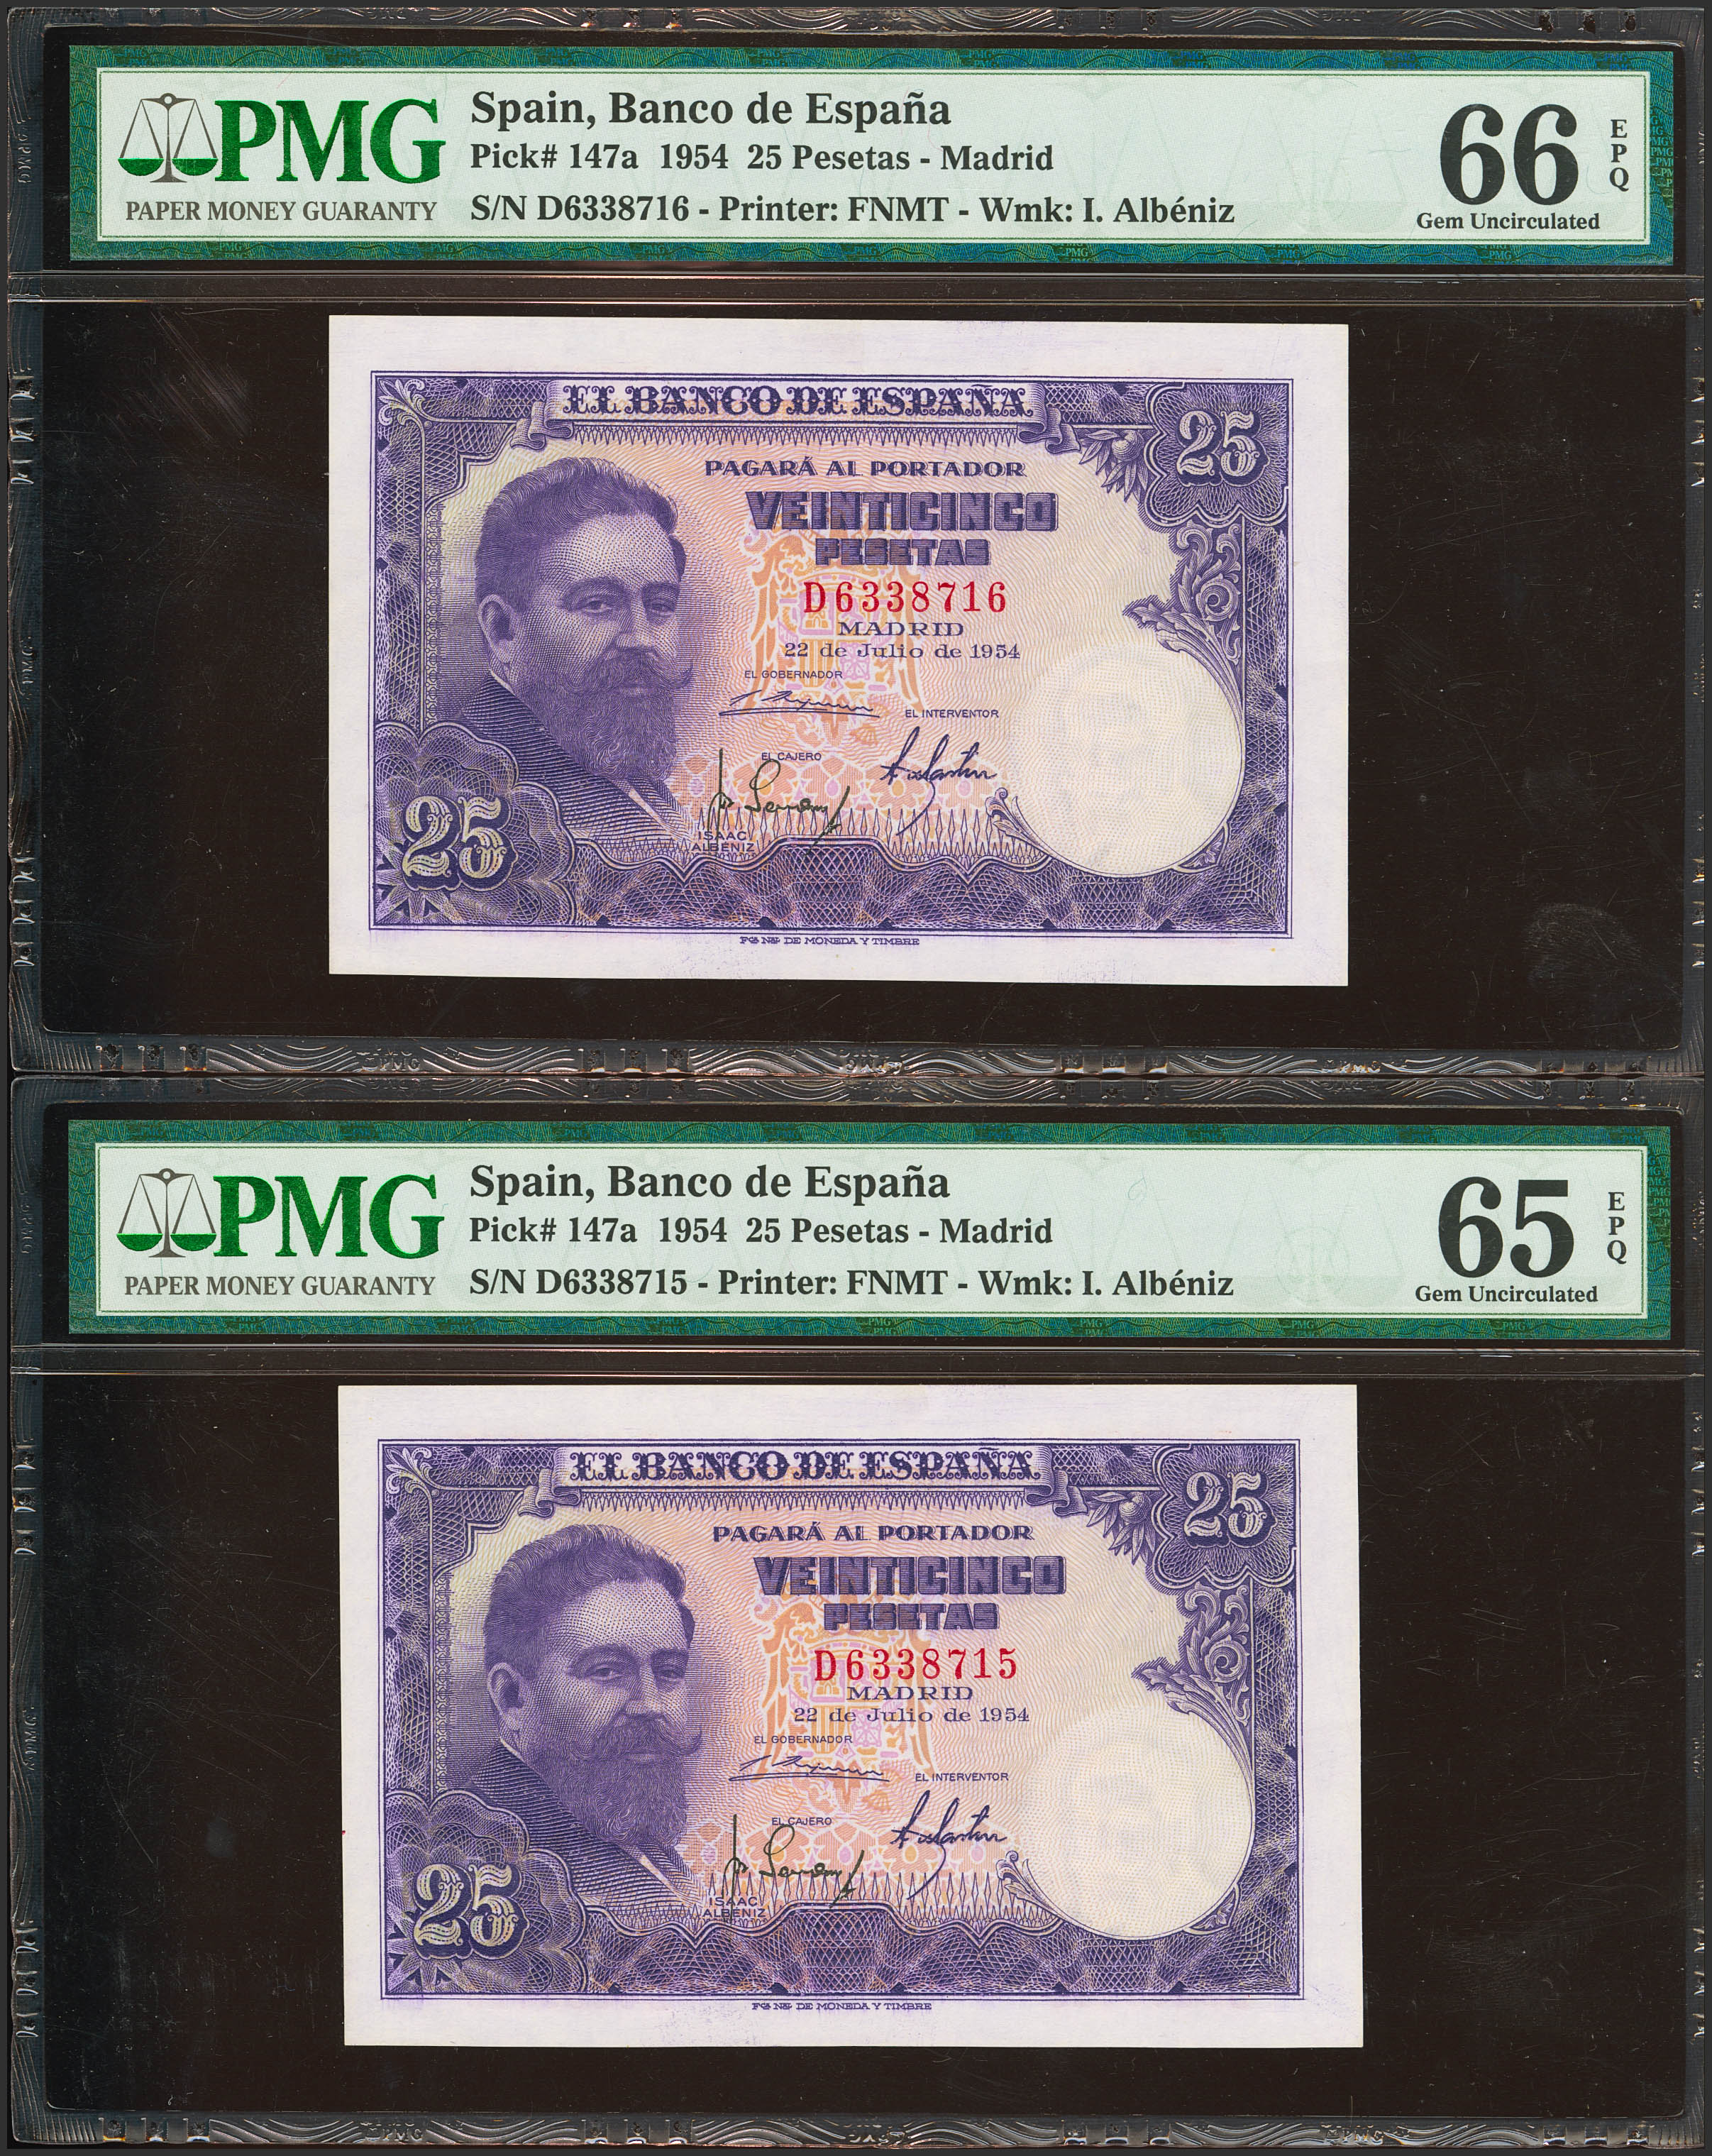 PMG
PAPER MONEY GUARANTY
Spain, Banco de España
Pick# 147a 1954 25 Pesetas - Madrid
S/N D6338716 - Printer: FNMT - Wmk: I. Albéniz
66
EPQ
Gem Uncirculated
EL BANCO DE ESPAÑA
25
PAGARÁ AL PORTADOR
VEINTICINCO
PESETAS
D6338716
MADRID
22 de Julio de 1954
EL GOBERNADOR
EL INTERVENTOR
EL CAJERO
ISAAC
ALBENIZ
25
DE MONEDA Y TIMBRE
PMG
PAPER MONEY GUARANTY
Spain, Banco de España
Pick# 147a 1954 25 Pesetas - Madrid
S/N D6338715 - Printer: FNMT - Wmk: I. Albéniz
65
EPQ
Gem Uncirculated
EL BANCO DE ESPAÑA
25
PAGARÁ AL PORTADOR
VEINTICINCO
PESETAS
D6338715
MADRID
22 de Julio de 1954
EL GOBERNADOR
EL INTERVENTOR
EL CAJERO
ISAAC
ALBENIZ
25
DE MONEDA Y TIMBRE